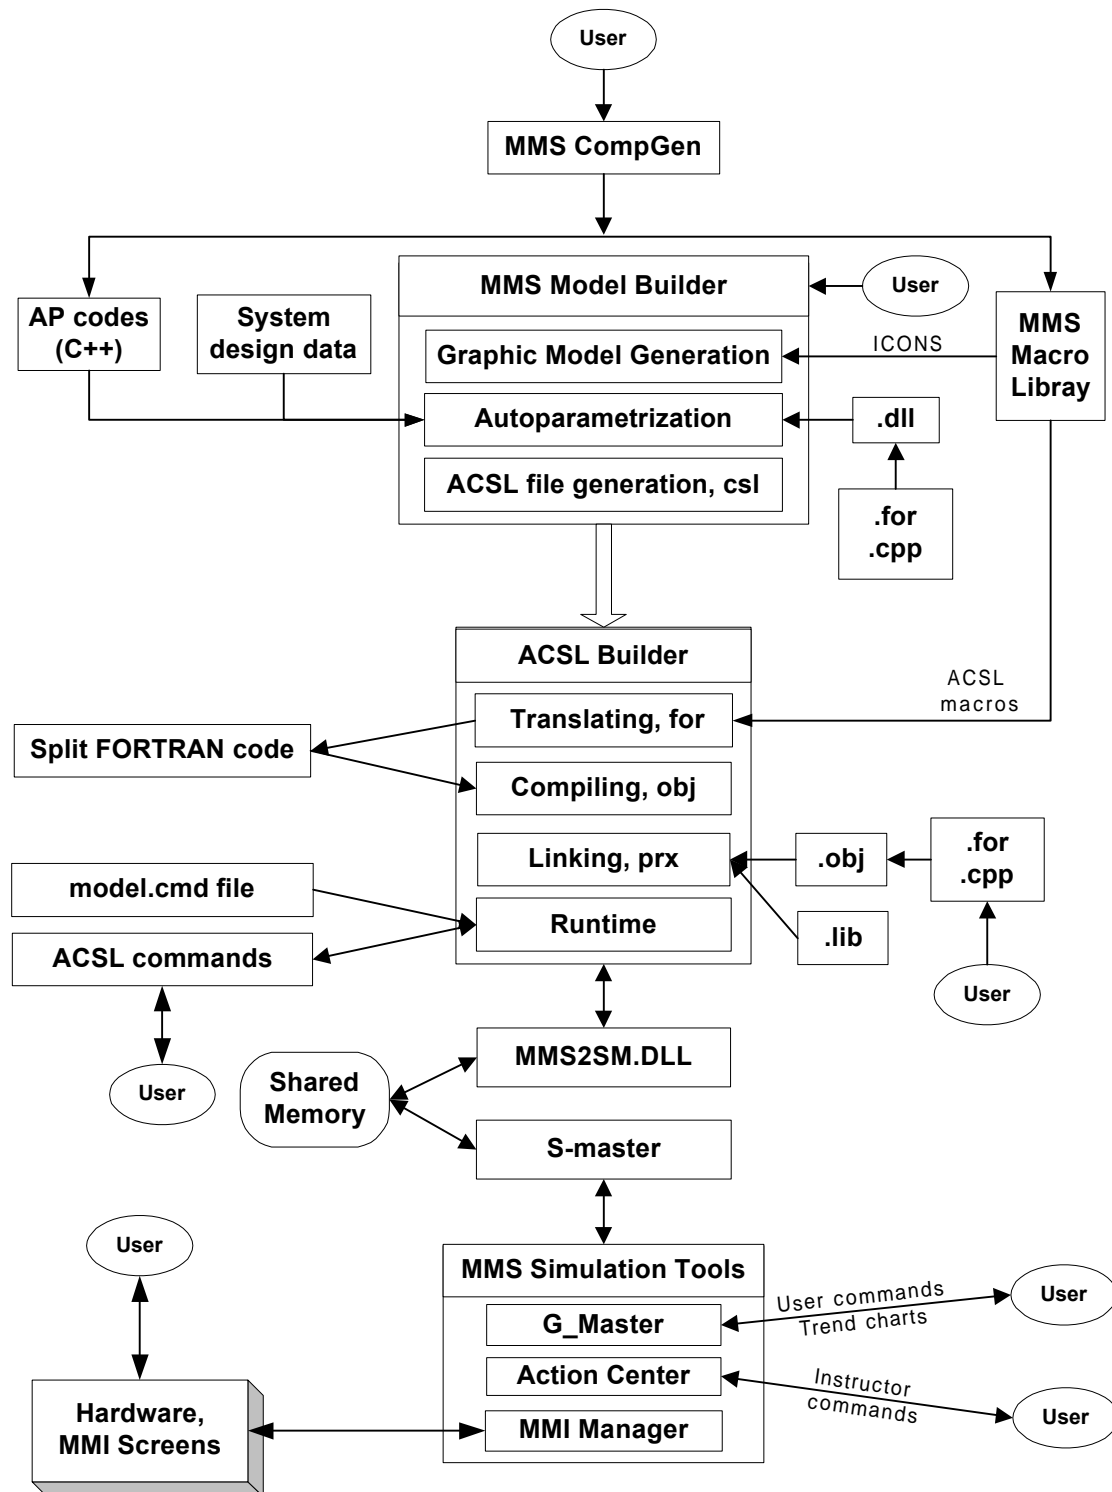 User
MMS CompGen
MMS Model Builder
User
AP codes
(C++)
System
design data
MMS
Macro
Libray
Graphic Model Generation
ICONS
Autoparametrization
.dll
ACSL file generation, csl
.for
.cpp
ACSL Builder
ACSL
macros
Translating, for
Split FORTRAN code
Compiling, obj
Linking, prx
.obj
.for
.cpp
model.cmd file
Runtime
.lib
ACSL commands
User
MMS2SM.DLL
User
Shared
Memory
S-master
User
MMS Simulation Tools
User commands
Trend charts
User
G_Master
Action Center
Instructor
commands
User
Hardware,
MMI Screens
MMI Manager